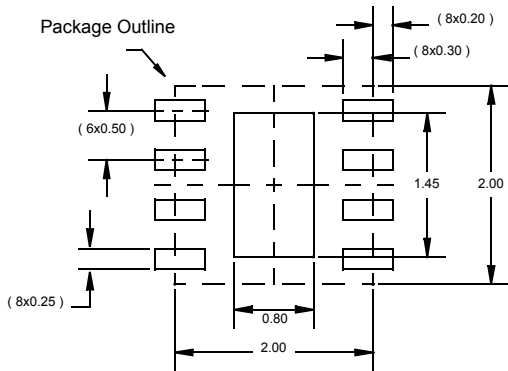 ( 8x0.20 )
Package Outline
( 8x0.30 )
( 6x0.50 )
1.45
2.00
( 8x0.25 )
0.80
2.00